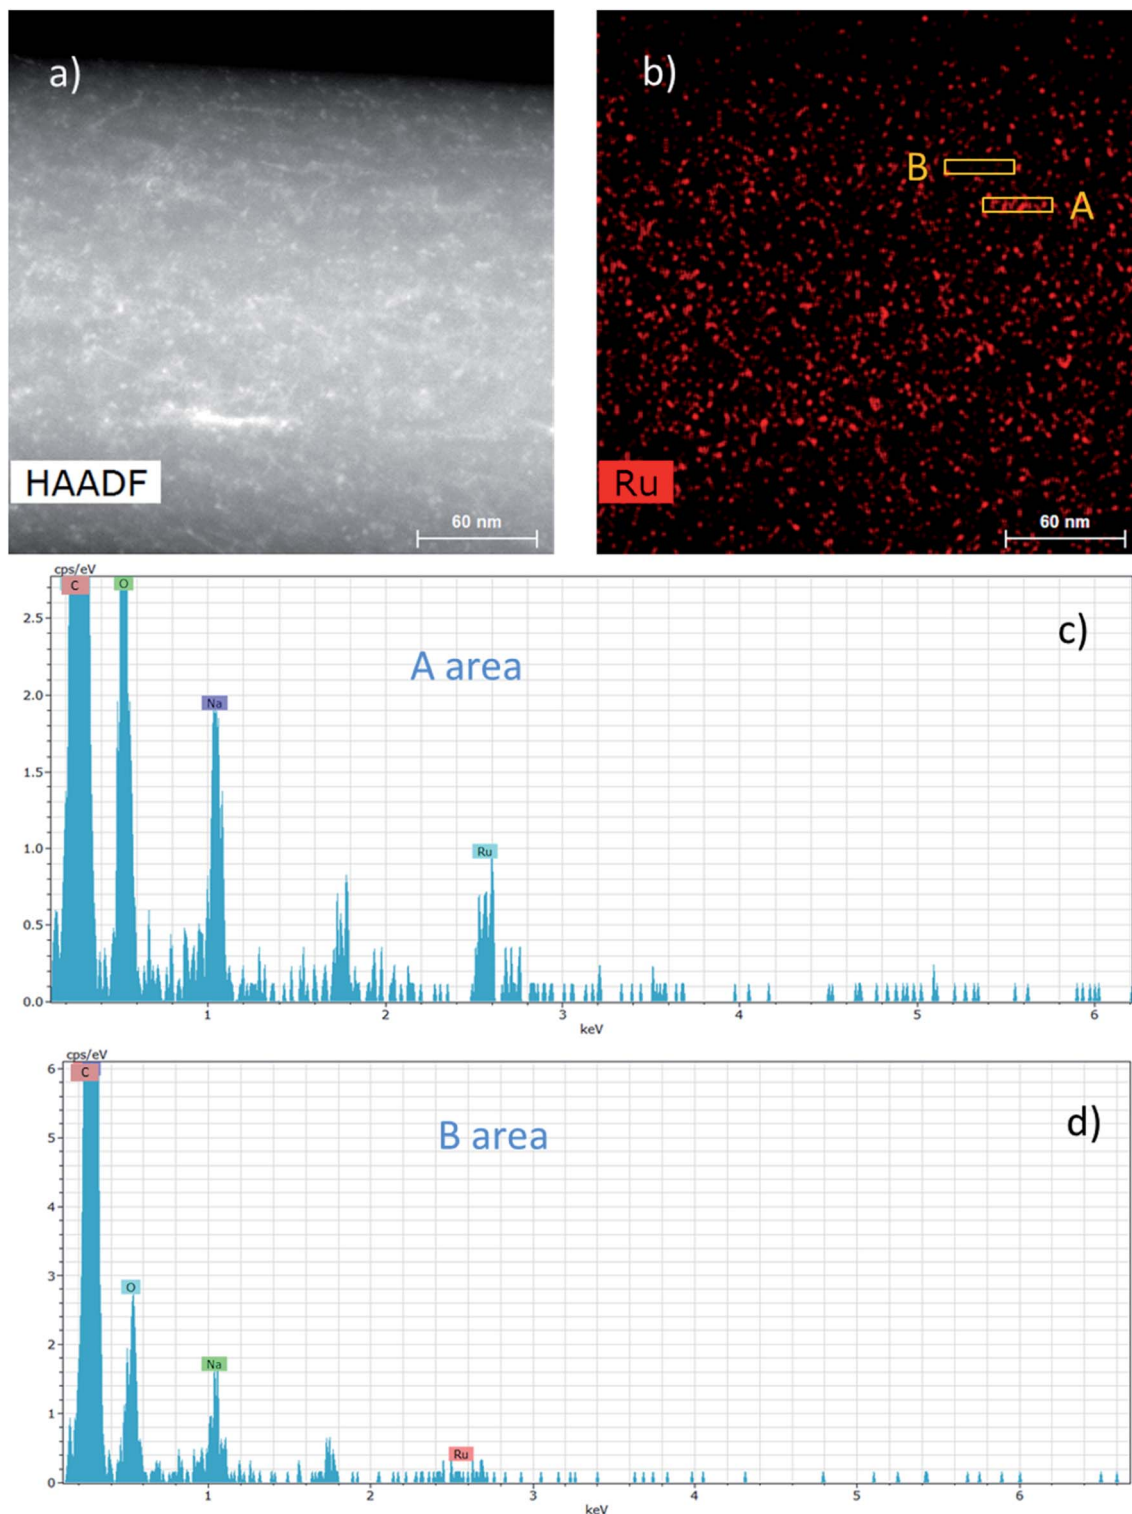 a)
HAADF
60 nm
b)
B
A
Ru
60 nm
cps/eV
C
O
A area
c)
2.5
2.0
Na
1.5
1.0
Ru
0.5
0.0
1 2 3 4 5 6
keV
cps/eV
6
C
B area
d)
5
4
3
O
2
Na
1
Ru
0
1 2 3 4 5 6
keV